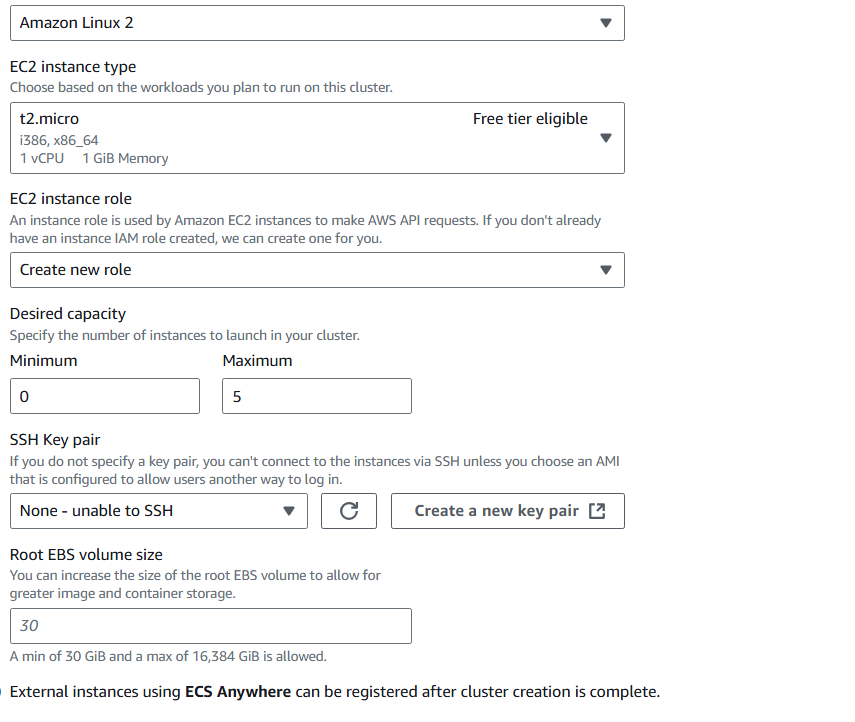 Amazon Linux 2
EC2 instance type
Choose based on the workloads you plan to run on this cluster.
t2.micro Free tier eligible
i386, x86_64
1 vCPU 1 GiB Memory
EC2 instance role
An instance role is used by Amazon EC2 instances to make AWS API requests. If you don't already
have an instance IAM role created, we can create one for you.
Create new role
Desired capacity
Specify the number of instances to launch in your cluster.
Minimum Maximum
0 5
SSH Key pair
If you do not specify a key pair, you can't connect to the instances via SSH unless you choose an AMI
that is configured to allow users another way to log in.
None - unable to SSH Create a new key pair
Root EBS volume size
You can increase the size of the root EBS volume to allow for
greater image and container storage.
30
A min of 30 GiB and a max of 16,384 GiB is allowed.
External instances using ECS Anywhere can be registered after cluster creation is complete.